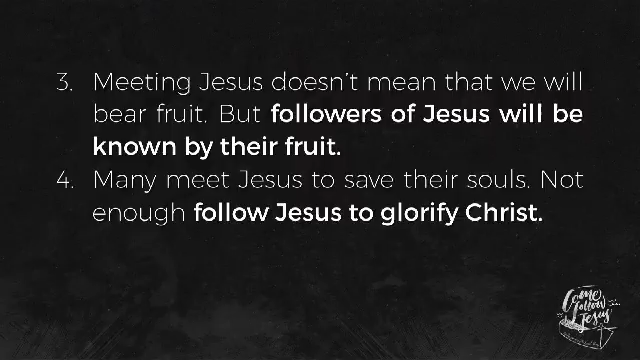 3. Meeting Jesus doesn't mean that we will
bear fruit. But followers of Jesus will be
known by their fruit.
4. Many meet Jesus to save their souls. Not
enough follow Jesus to glorify Christ.
Come
follow
Jesus